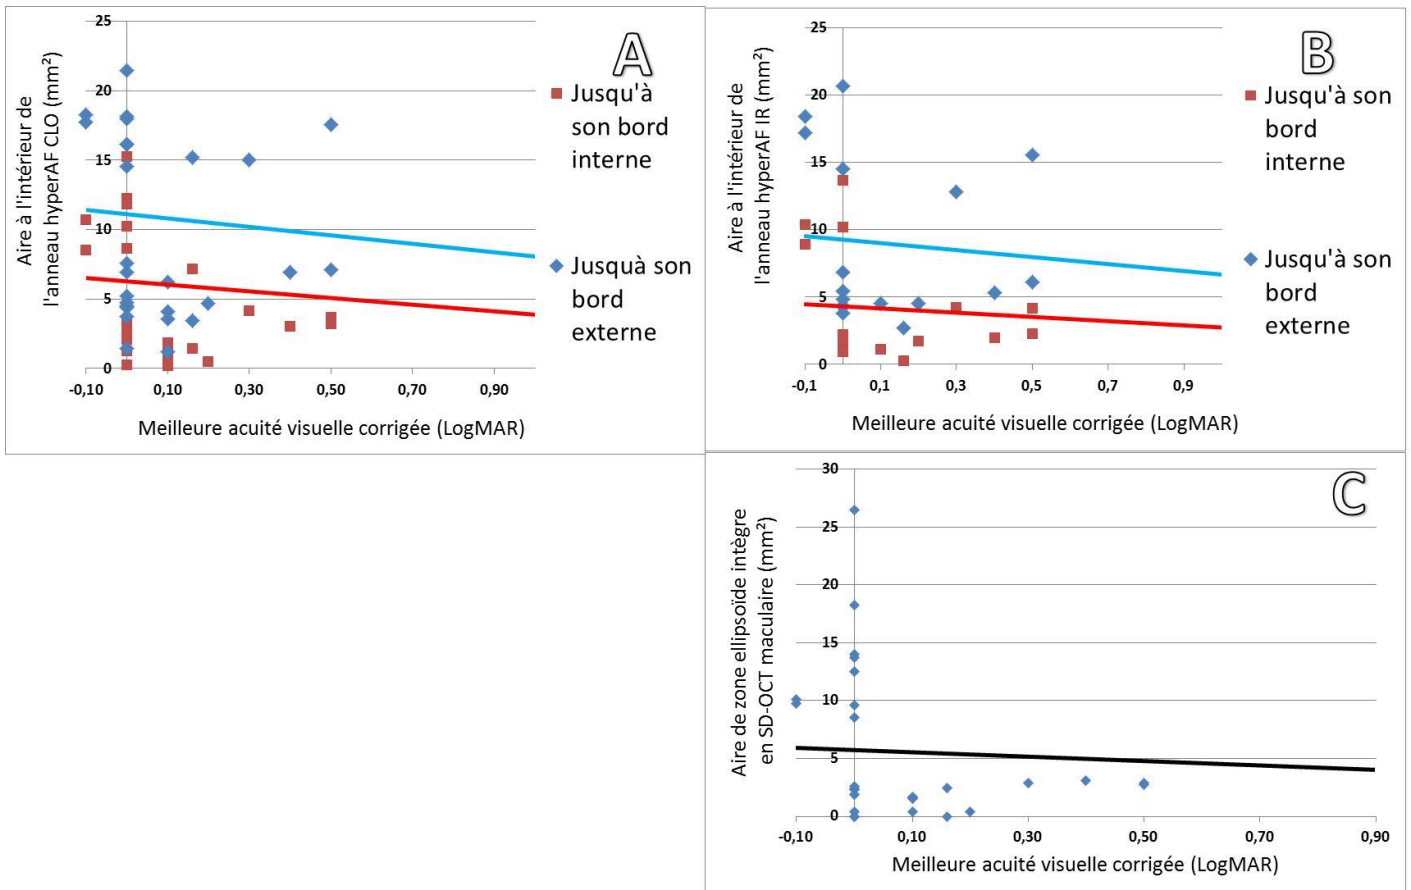 A
Aire à l'intérieur de
l'anneau hyperAF CLO (mm²)
25
20
15
10
5
0
-0,10
0,10
0,30
0,50
0,70
0,90
Meilleure acuité visuelle corrigée (LogMAR)
Jusqu'à
son bord
interne
Jusquà son
bord
externe
B
Aire à l'intérieur de
l'anneau hyperAF IR (mm²)
25
20
15
10
5
0
-0,1
0,1
0,3
0,5
0,7
0,9
Meilleure acuité visuelle corrigée (LogMAR)
Jusqu'à son
bord
interne
Jusqu'à son
bord
externe
C
Aire de zone ellipsoïde intègre
en SD-OCT maculaire (mm²)
30
25
20
15
10
5
0
-0,10
0,10
0,30
0,50
0,70
0,90
Meilleure acuité visuelle corrigée (LogMAR)